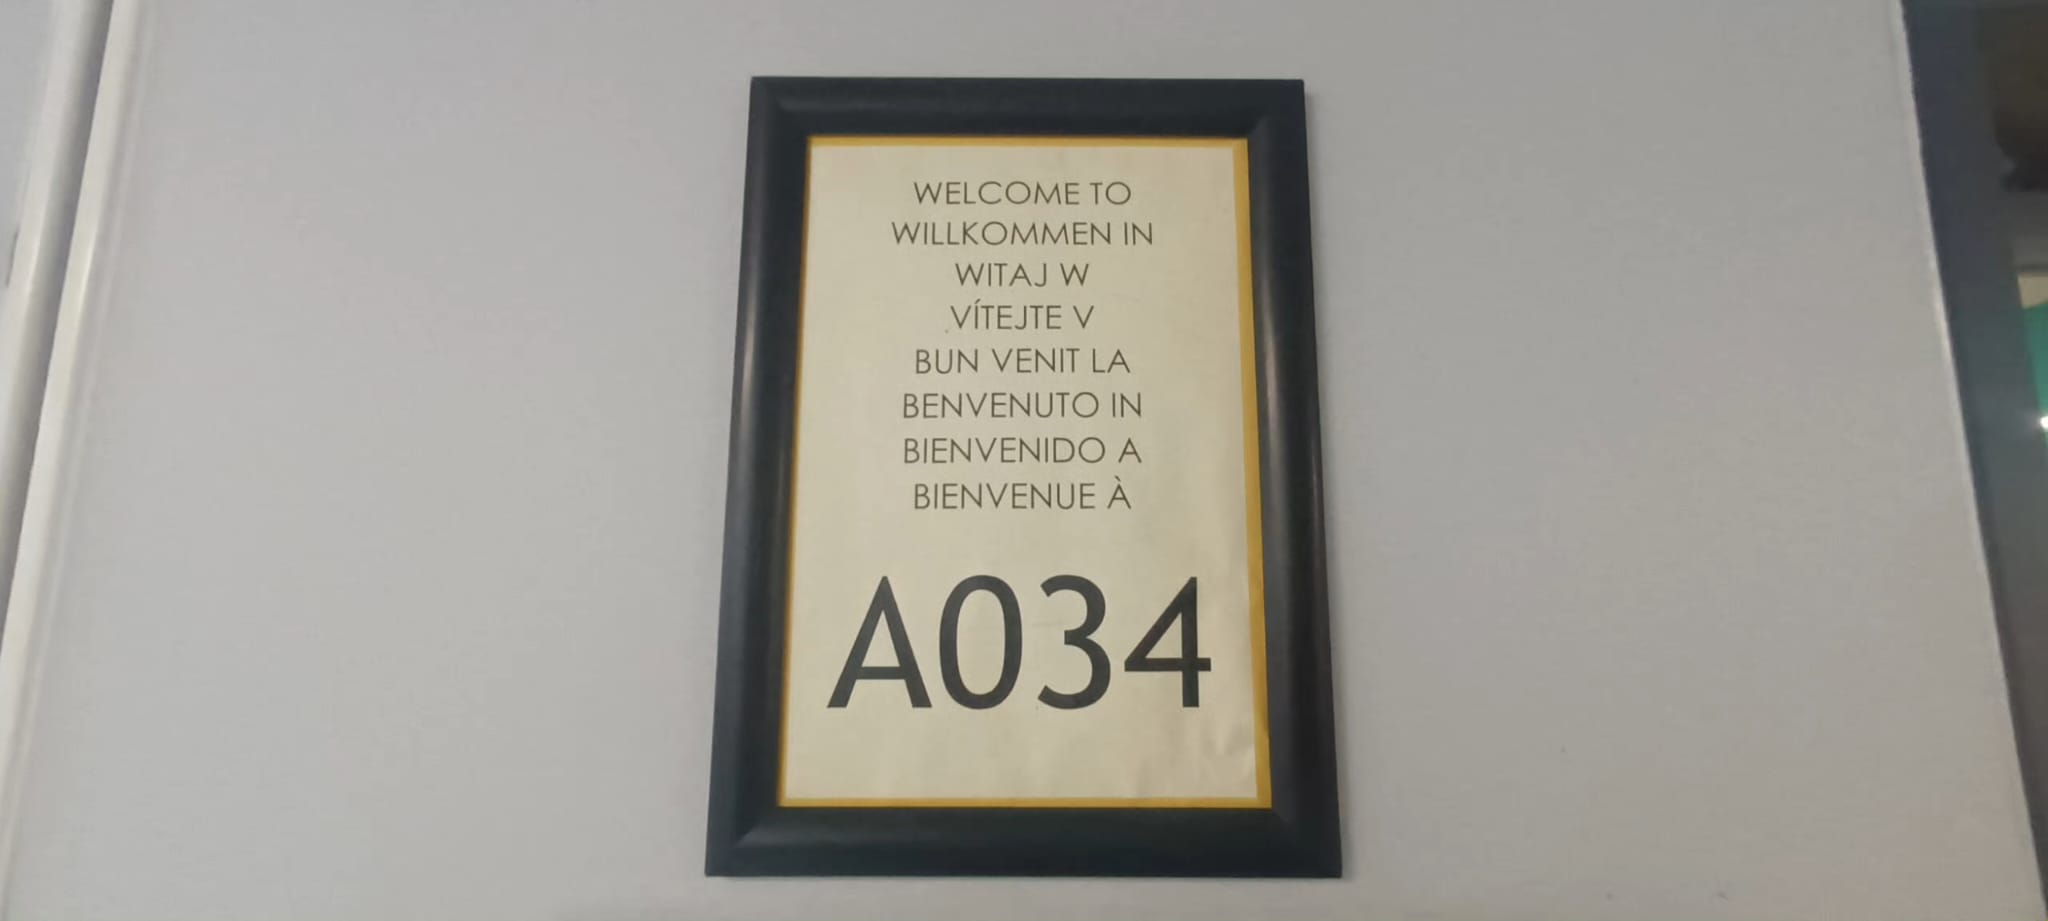 WELCOME TO
WILLKOMMEN IN
WITAJ W
VÍTEJTE V
BUN VENIT LA
BENVENUTO IN
BIENVENIDO A
BIENVENUE À
A034